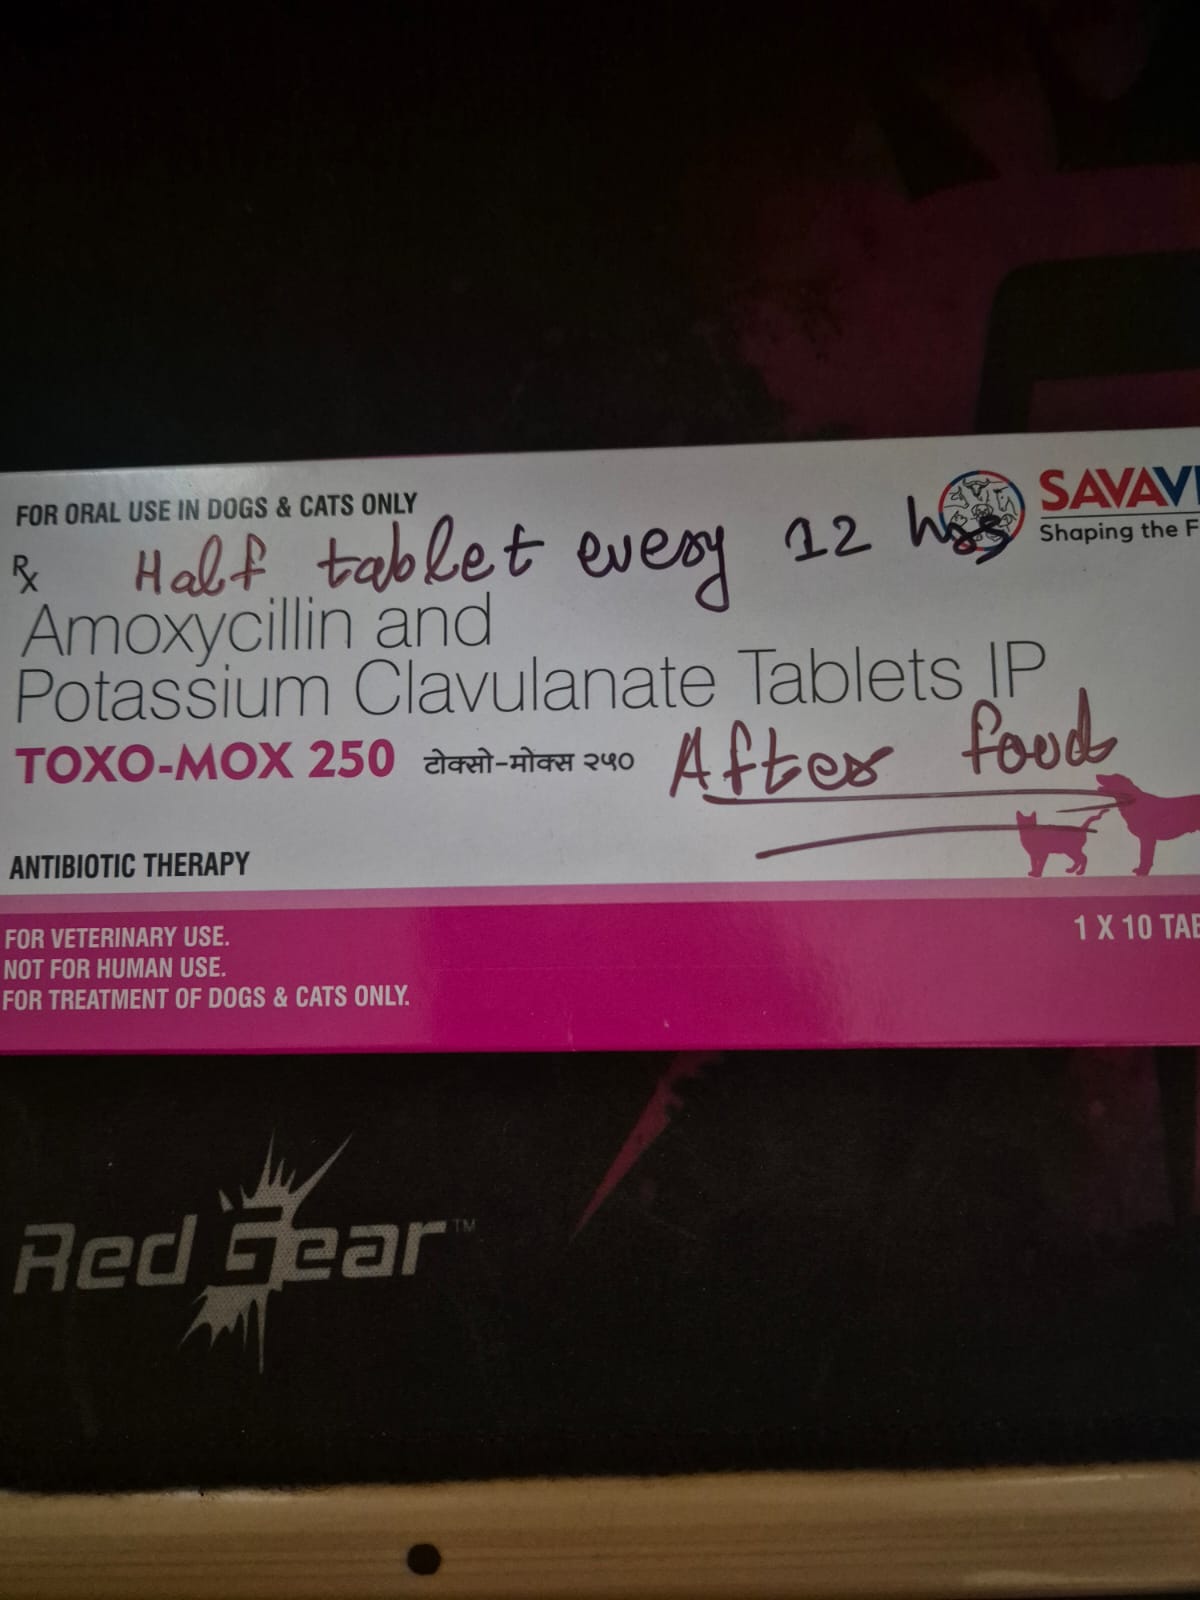 FOR ORAL USE IN DOGS & CATS ONLY
SAVAVE
Shaping the F
Rx Half tablet every 12 hrs
Amoxycillin and
Potassium Clavulanate Tablets IP
TOXO-MOX 250 टोक्सो-मोक्स २५० After food
ANTIBIOTIC THERAPY
FOR VETERINARY USE.
NOT FOR HUMAN USE.
FOR TREATMENT OF DOGS & CATS ONLY.
1 X 10 TAB
Red Gear™